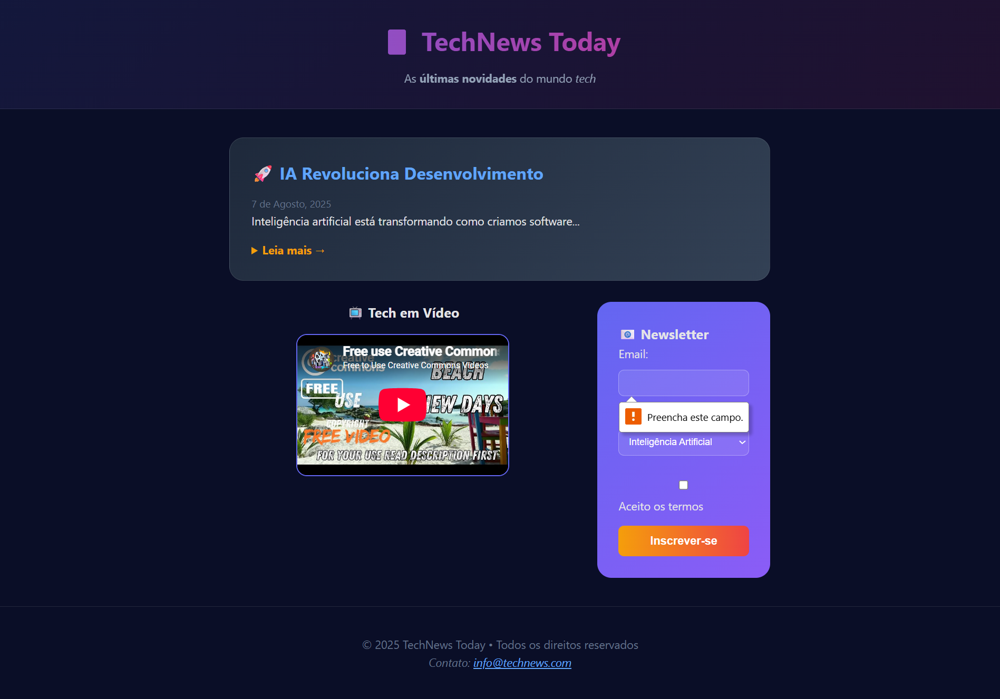 TechNews Today
As últimas novidades do mundo tech
🚀 IA Revoluciona Desenvolvimento
7 de Agosto, 2025
Inteligência artificial está transformando como criamos software...
▶ Leia mais →
📺 Tech em Vídeo
Free use Creative Common
Free to Use Creative Commons Videos
creative
commons
BEACH
FREE
USE
VIEW DAYS
COPYRIGHT
FREE VIDEO
FOR YOUR USE READ DESCRIPTION FIRST
📧 Newsletter
Email:
Preencha este campo.
Inteligência Artificial
Aceito os termos
Inscrever-se
© 2025 TechNews Today • Todos os direitos reservados
Contato: info@technews.com